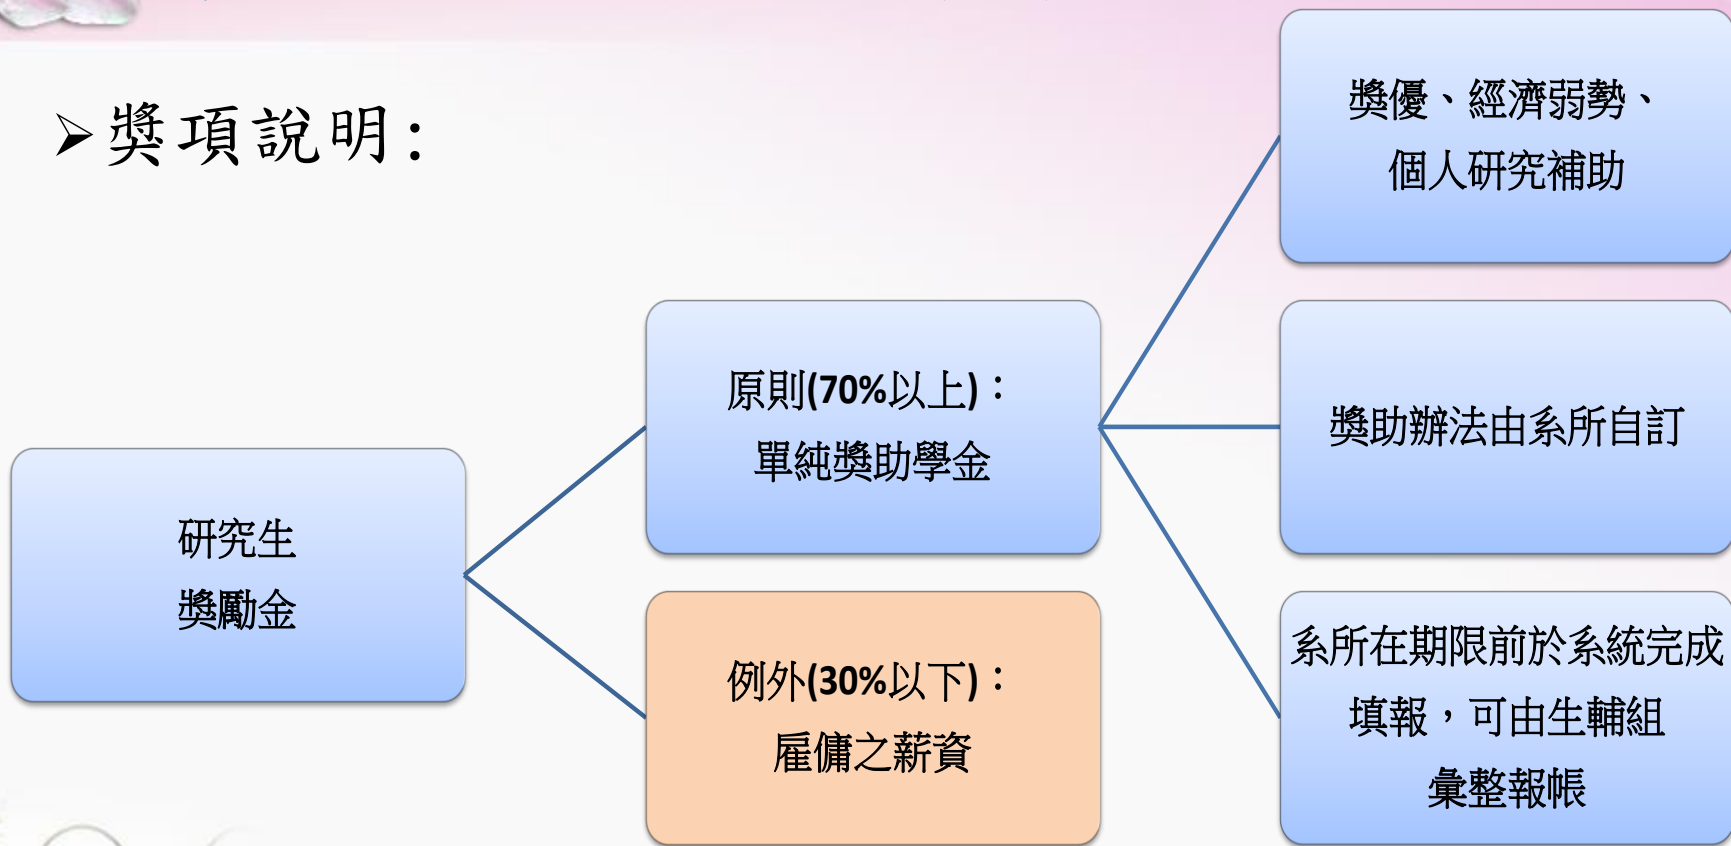 ➢獎項說明：
研究生
獎勵金
原則(70%以上)：
單純獎助學金
例外(30%以下)：
雇傭之薪資
獎優、經濟弱勢、
個人研究補助
獎助辦法由系所自訂
系所在期限前於系統完成
填報，可由生輔組
彙整報帳